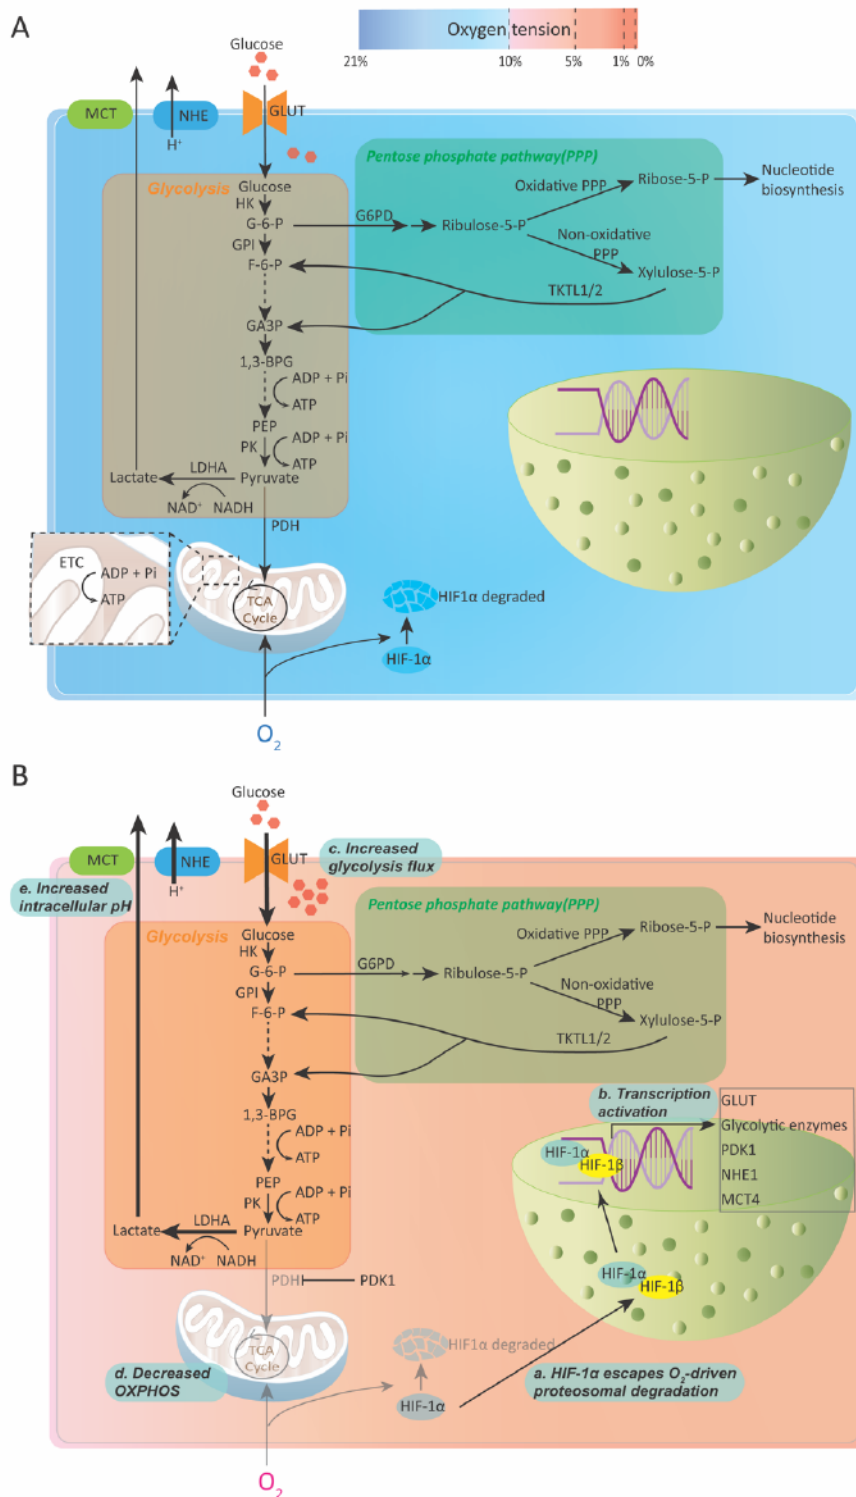 A
Oxygen tension
21%
10%
5%
1%
0%
Glucose
MCT
NHE
GLUT
H+
Pentose phosphate pathway(PPP)
Glycolysis
Glucose
HK
G-6-P
GPI
F-6-P
G6PD
Ribulose-5-P
Oxidative PPP
Ribose-5-P
Nucleotide
biosynthesis
Non-oxidative
PPP
Xylulose-5-P
TKTL1/2
GA3P
1,3-BPG
ADP + Pi
ATP
PEP
PK
ADP + Pi
ATP
Lactate
LDHA
Pyruvate
NAD+
NADH
PDH
ETC
ADP + Pi
ATP
TCA
Cycle
HIF1α degraded
HIF-1α
O2
B
Glucose
MCT
NHE
GLUT
c. Increased
glycolysis flux
H+
e. Increased
intracellular pH
Pentose phosphate pathway(PPP)
Glycolysis
Glucose
HK
G-6-P
GPI
F-6-P
G6PD
Ribulose-5-P
Oxidative PPP
Ribose-5-P
Nucleotide
biosynthesis
Non-oxidative
PPP
Xylulose-5-P
TKTL1/2
GA3P
1,3-BPG
ADP + Pi
ATP
PEP
PK
ADP + Pi
ATP
Lactate
LDHA
Pyruvate
NAD+
NADH
b. Transcription
activation
GLUT
Glycolytic enzymes
PDK1
NHE1
MCT4
HIF-1α
HIF-1β
HIF-1α
HIF-1β
PDH
PDK1
TCA
Cycle
HIF1α degraded
d. Decreased
OXPHOS
HIF-1α
a. HIF-1α escapes O2-driven
proteosomal degradation
O2